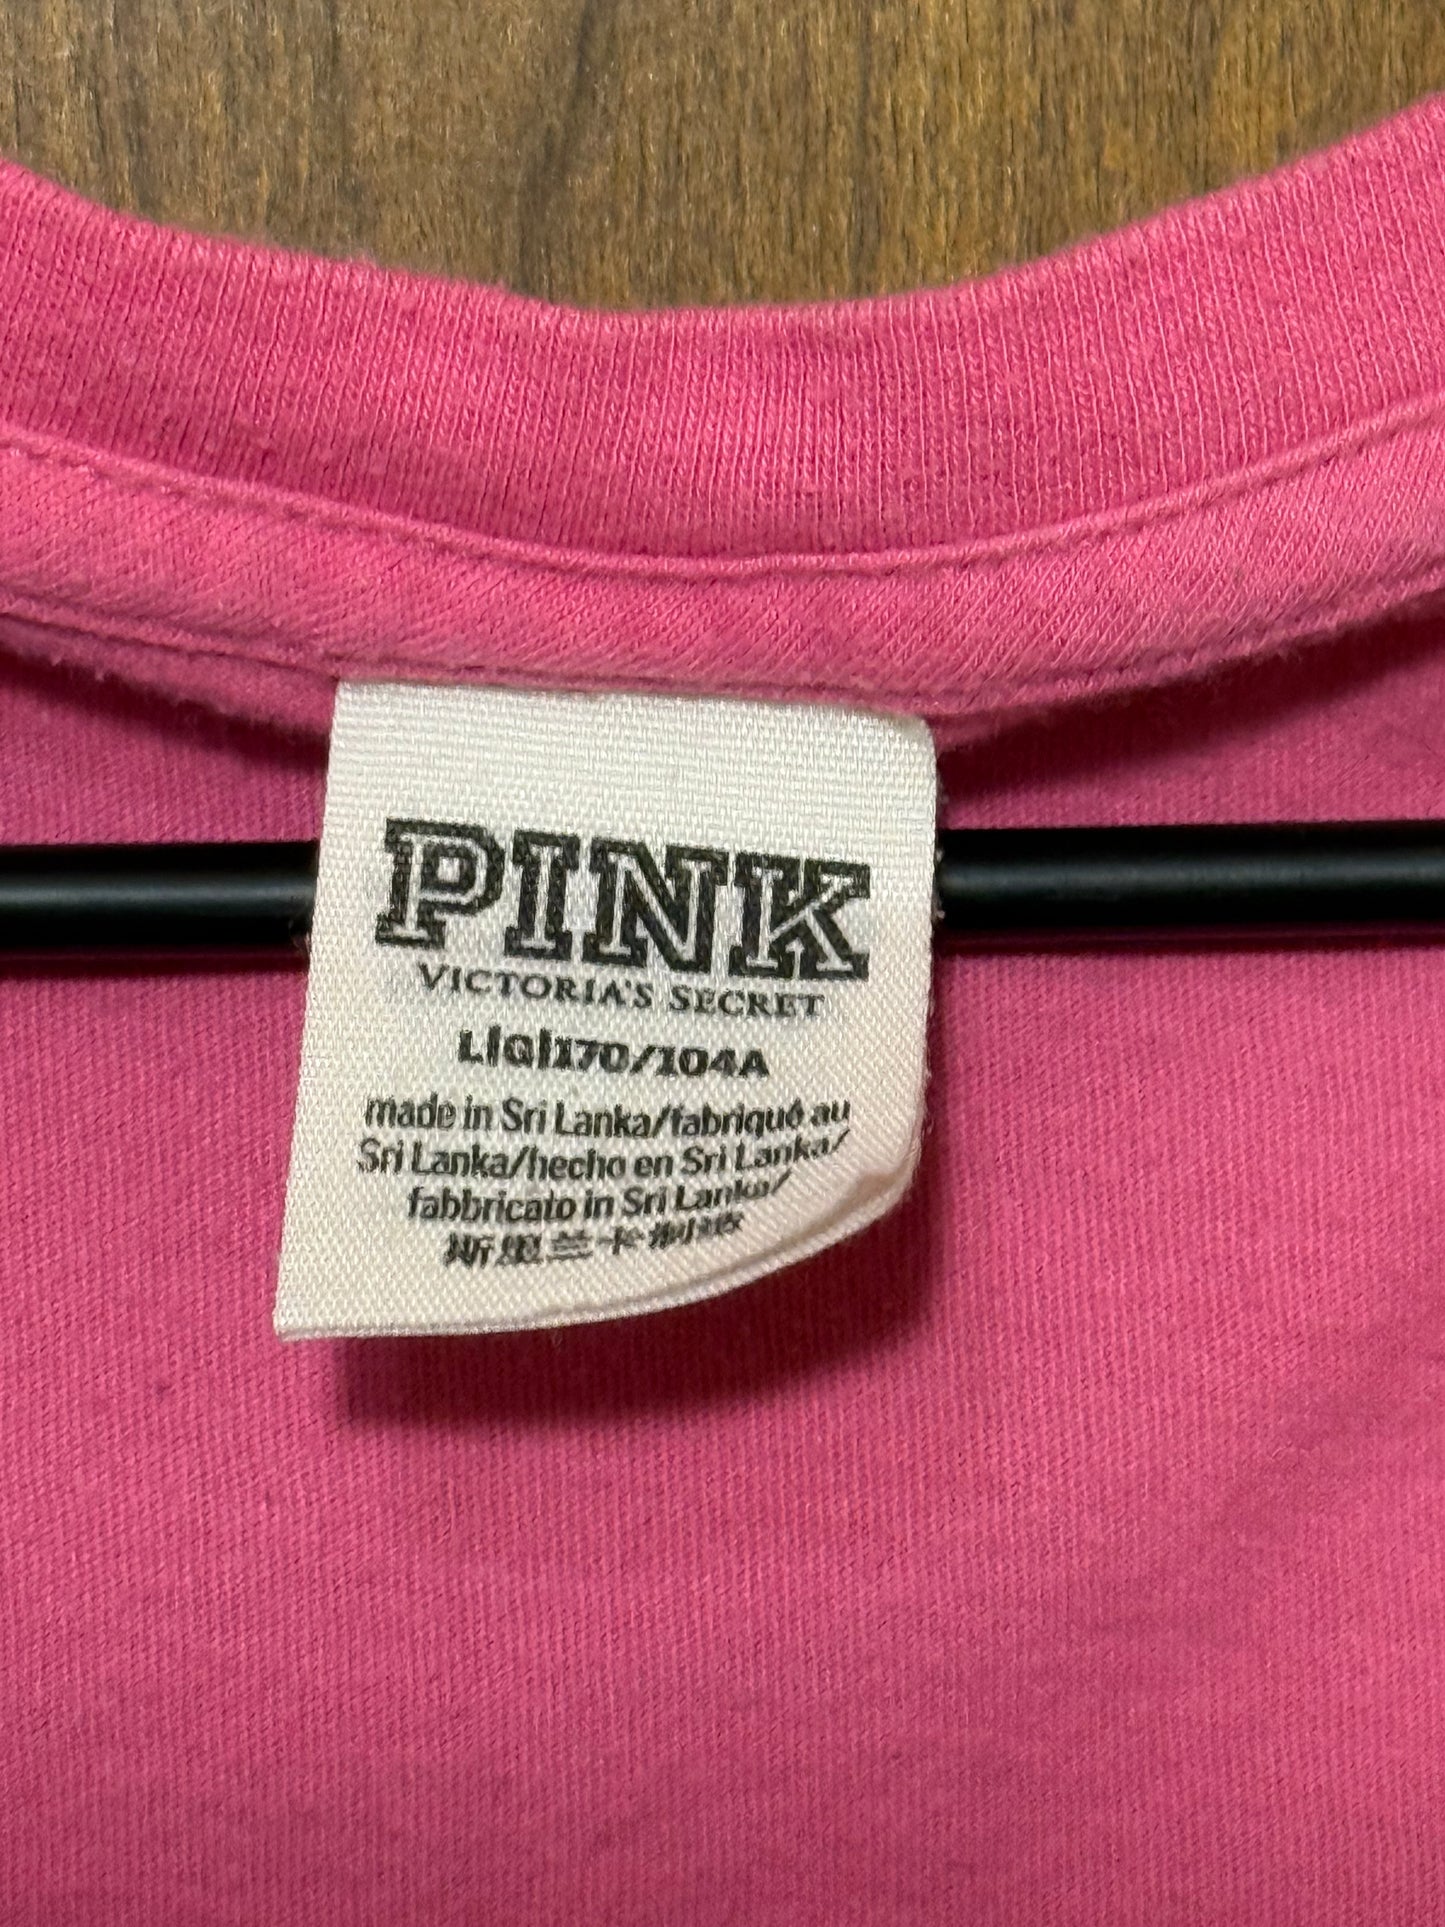 PINK
VICTORIA'S SECRET
L|G|170/104A
made in Sri Lanka/fabriqué au
Sri Lanka/hecho en Sri Lanka/
fabbricato in Sri Lanka/
斯里兰卡制造